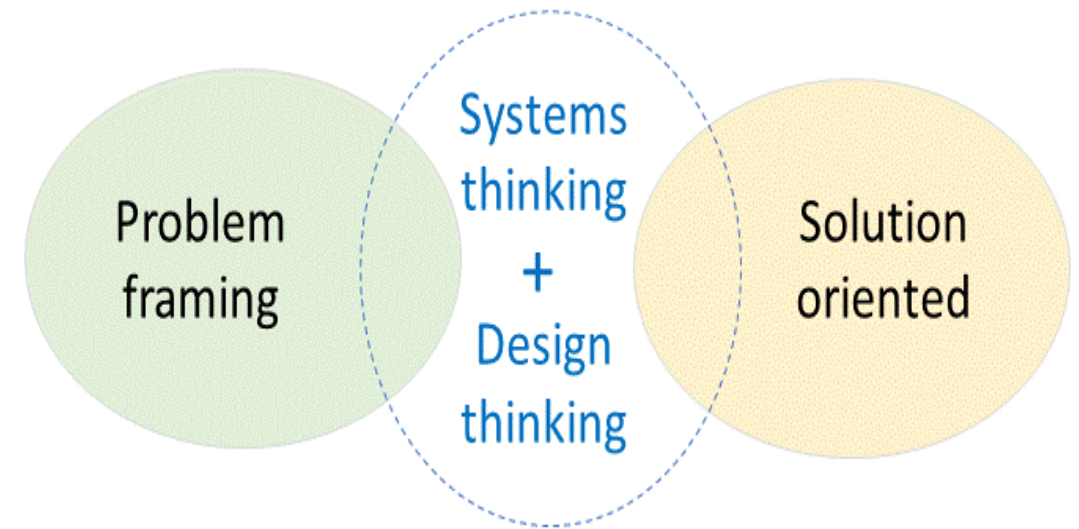 Problem
framing
Systems
thinking
+
Design
thinking
Solution
oriented